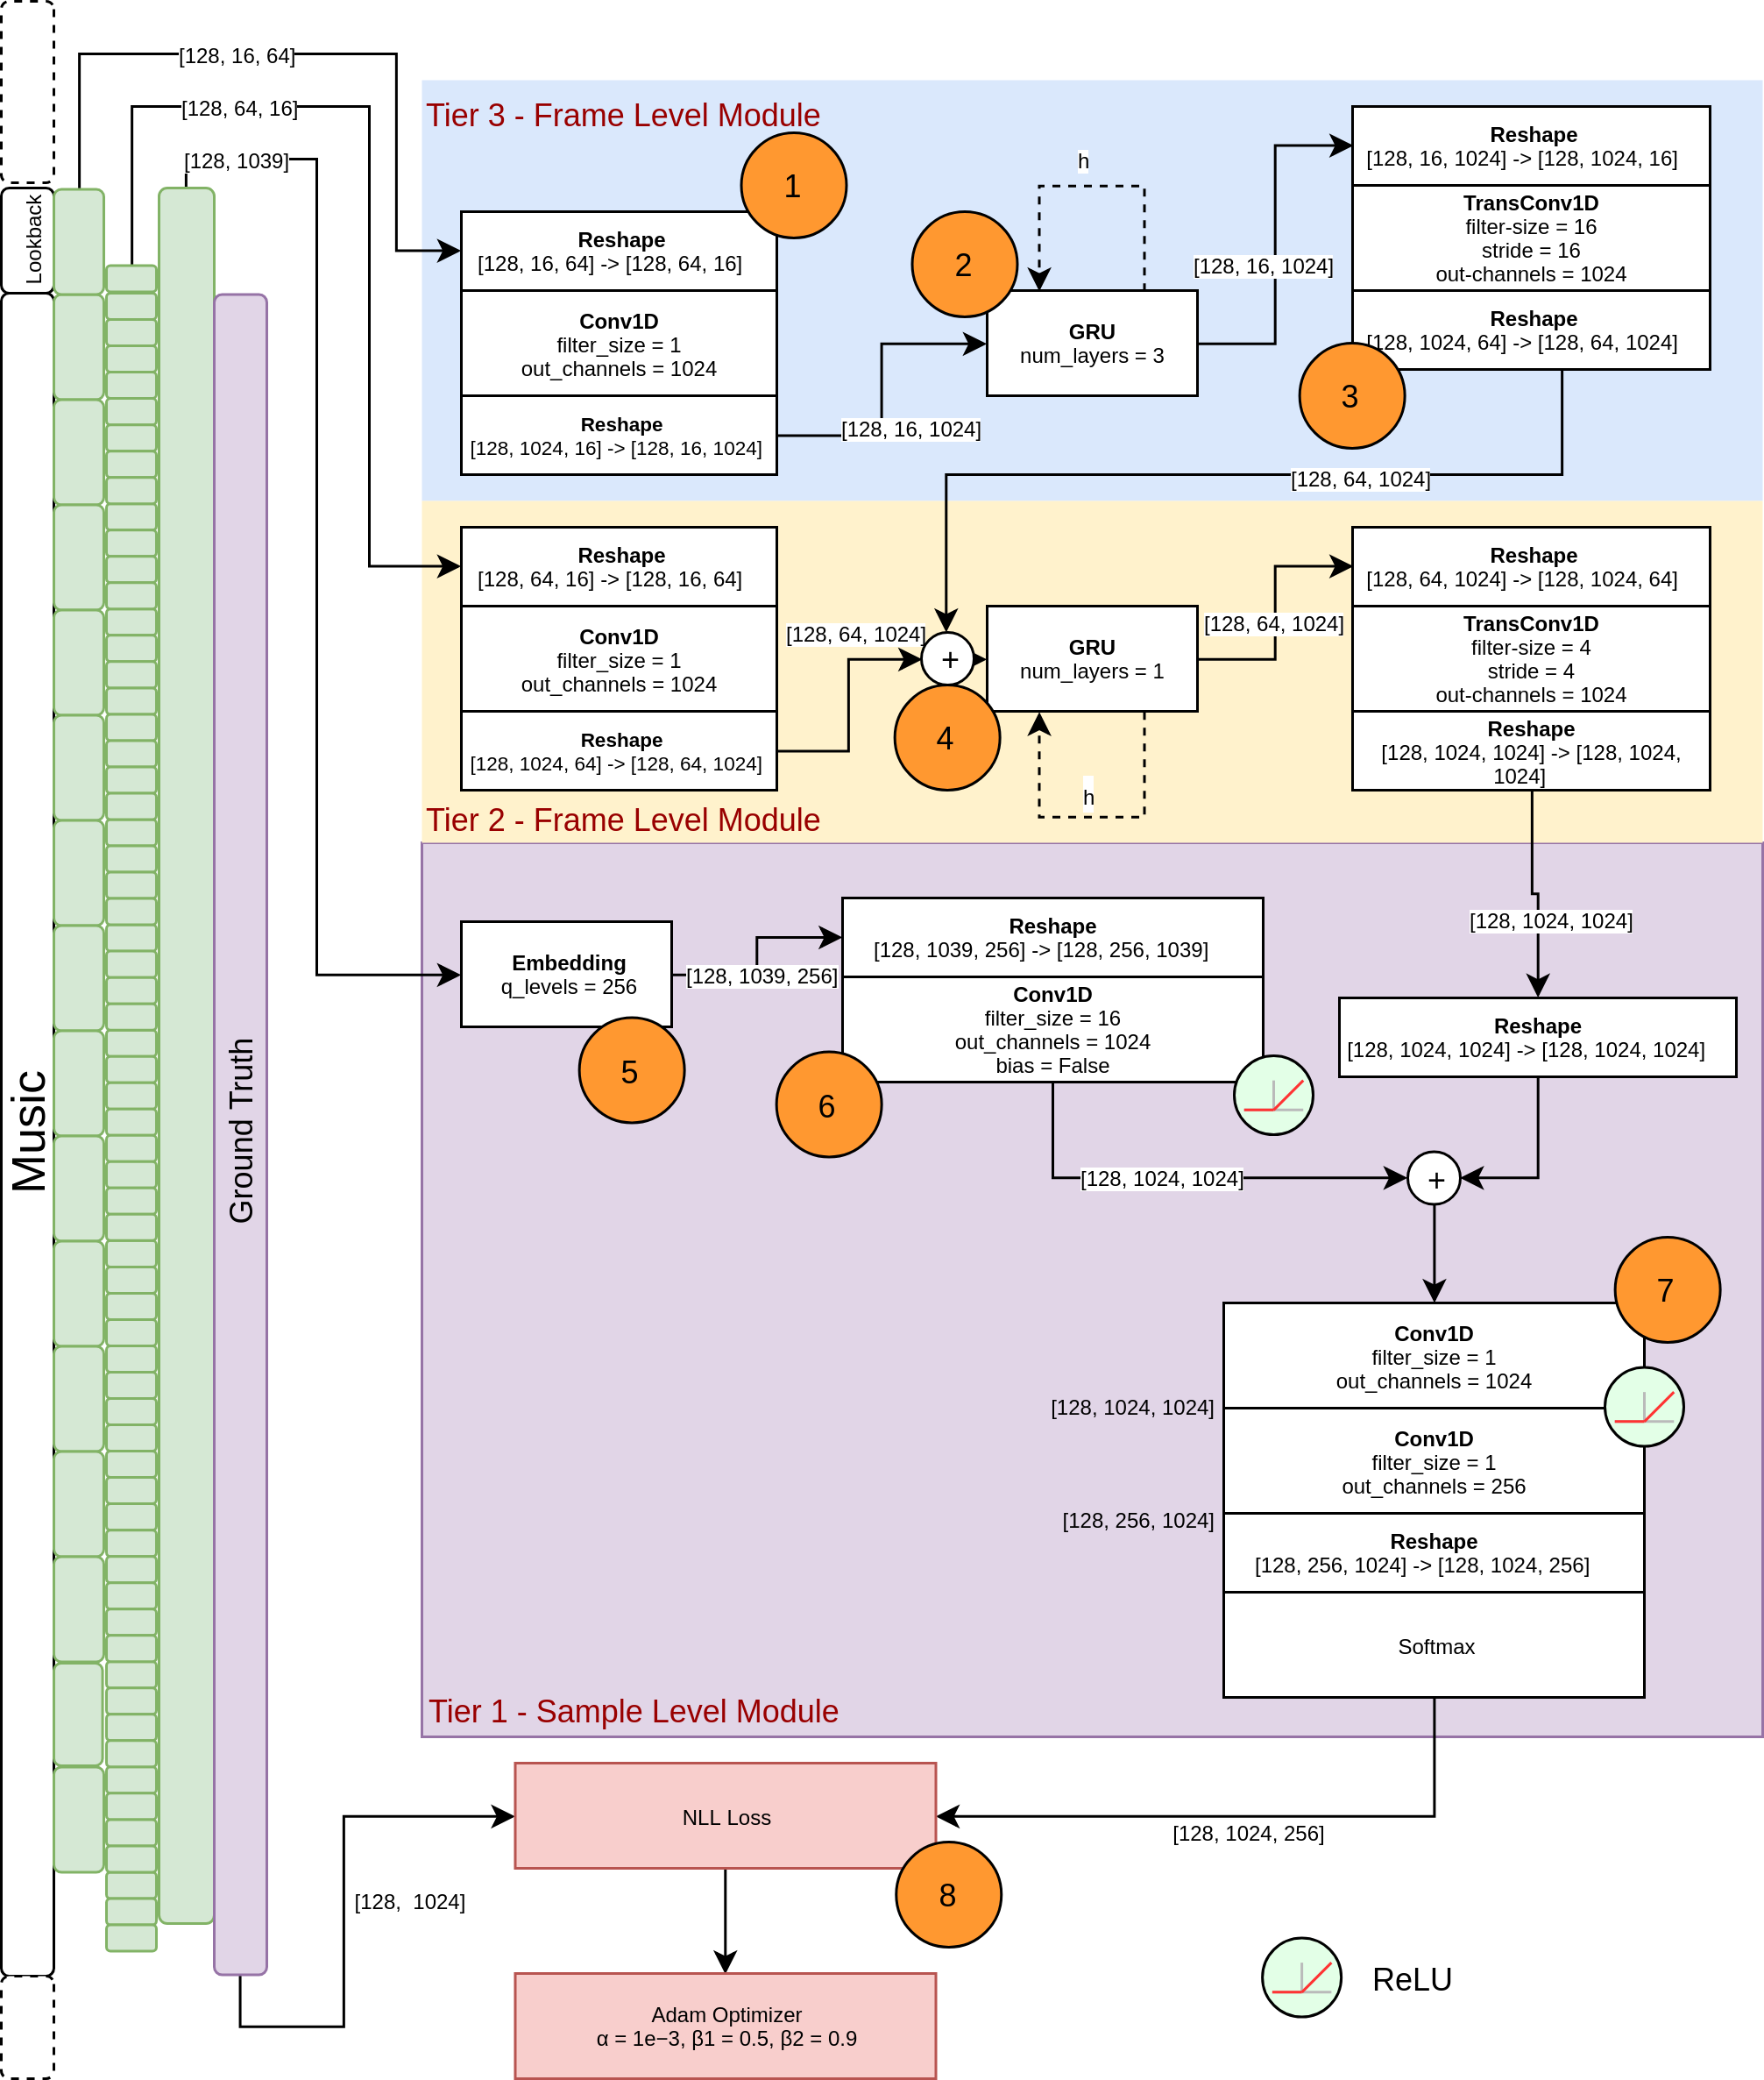 [128, 16, 64]
[128, 64, 16]
[128, 1039]
Lookback
Music
Ground Truth
Tier 3 - Frame Level Module
1
Reshape
[128, 16, 64] -> [128, 64, 16]
Conv1D
filter_size = 1
out_channels = 1024
Reshape
[128, 1024, 16] -> [128, 16, 1024]
[128, 16, 1024]
2
h
GRU
num_layers = 3
[128, 16, 1024]
Reshape
[128, 16, 1024] -> [128, 1024, 16]
TransConv1D
filter-size = 16
stride = 16
out-channels = 1024
Reshape
[128, 1024, 64] -> [128, 64, 1024]
3
[128, 64, 1024]
Reshape
[128, 64, 16] -> [128, 16, 64]
Conv1D
filter_size = 1
out_channels = 1024
Reshape
[128, 1024, 64] -> [128, 64, 1024]
[128, 64, 1024]
+
4
GRU
num_layers = 1
h
[128, 64, 1024]
Reshape
[128, 64, 1024] -> [128, 1024, 64]
TransConv1D
filter-size = 4
stride = 4
out-channels = 1024
Reshape
[128, 1024, 1024] -> [128, 1024,
1024]
Tier 2 - Frame Level Module
[128, 1024, 1024]
Embedding
q_levels = 256
5
[128, 1039, 256]
Reshape
[128, 1039, 256] -> [128, 256, 1039]
Conv1D
filter_size = 16
out_channels = 1024
bias = False
6
Reshape
[128, 1024, 1024] -> [128, 1024, 1024]
[128, 1024, 1024]
+
7
Conv1D
filter_size = 1
out_channels = 1024
[128, 1024, 1024]
Conv1D
filter_size = 1
out_channels = 256
[128, 256, 1024]
Reshape
[128, 256, 1024] -> [128, 1024, 256]
Softmax
Tier 1 - Sample Level Module
NLL Loss
[128, 1024, 256]
8
[128,  1024]
Adam Optimizer
α = 1e−3, β1 = 0.5, β2 = 0.9
ReLU